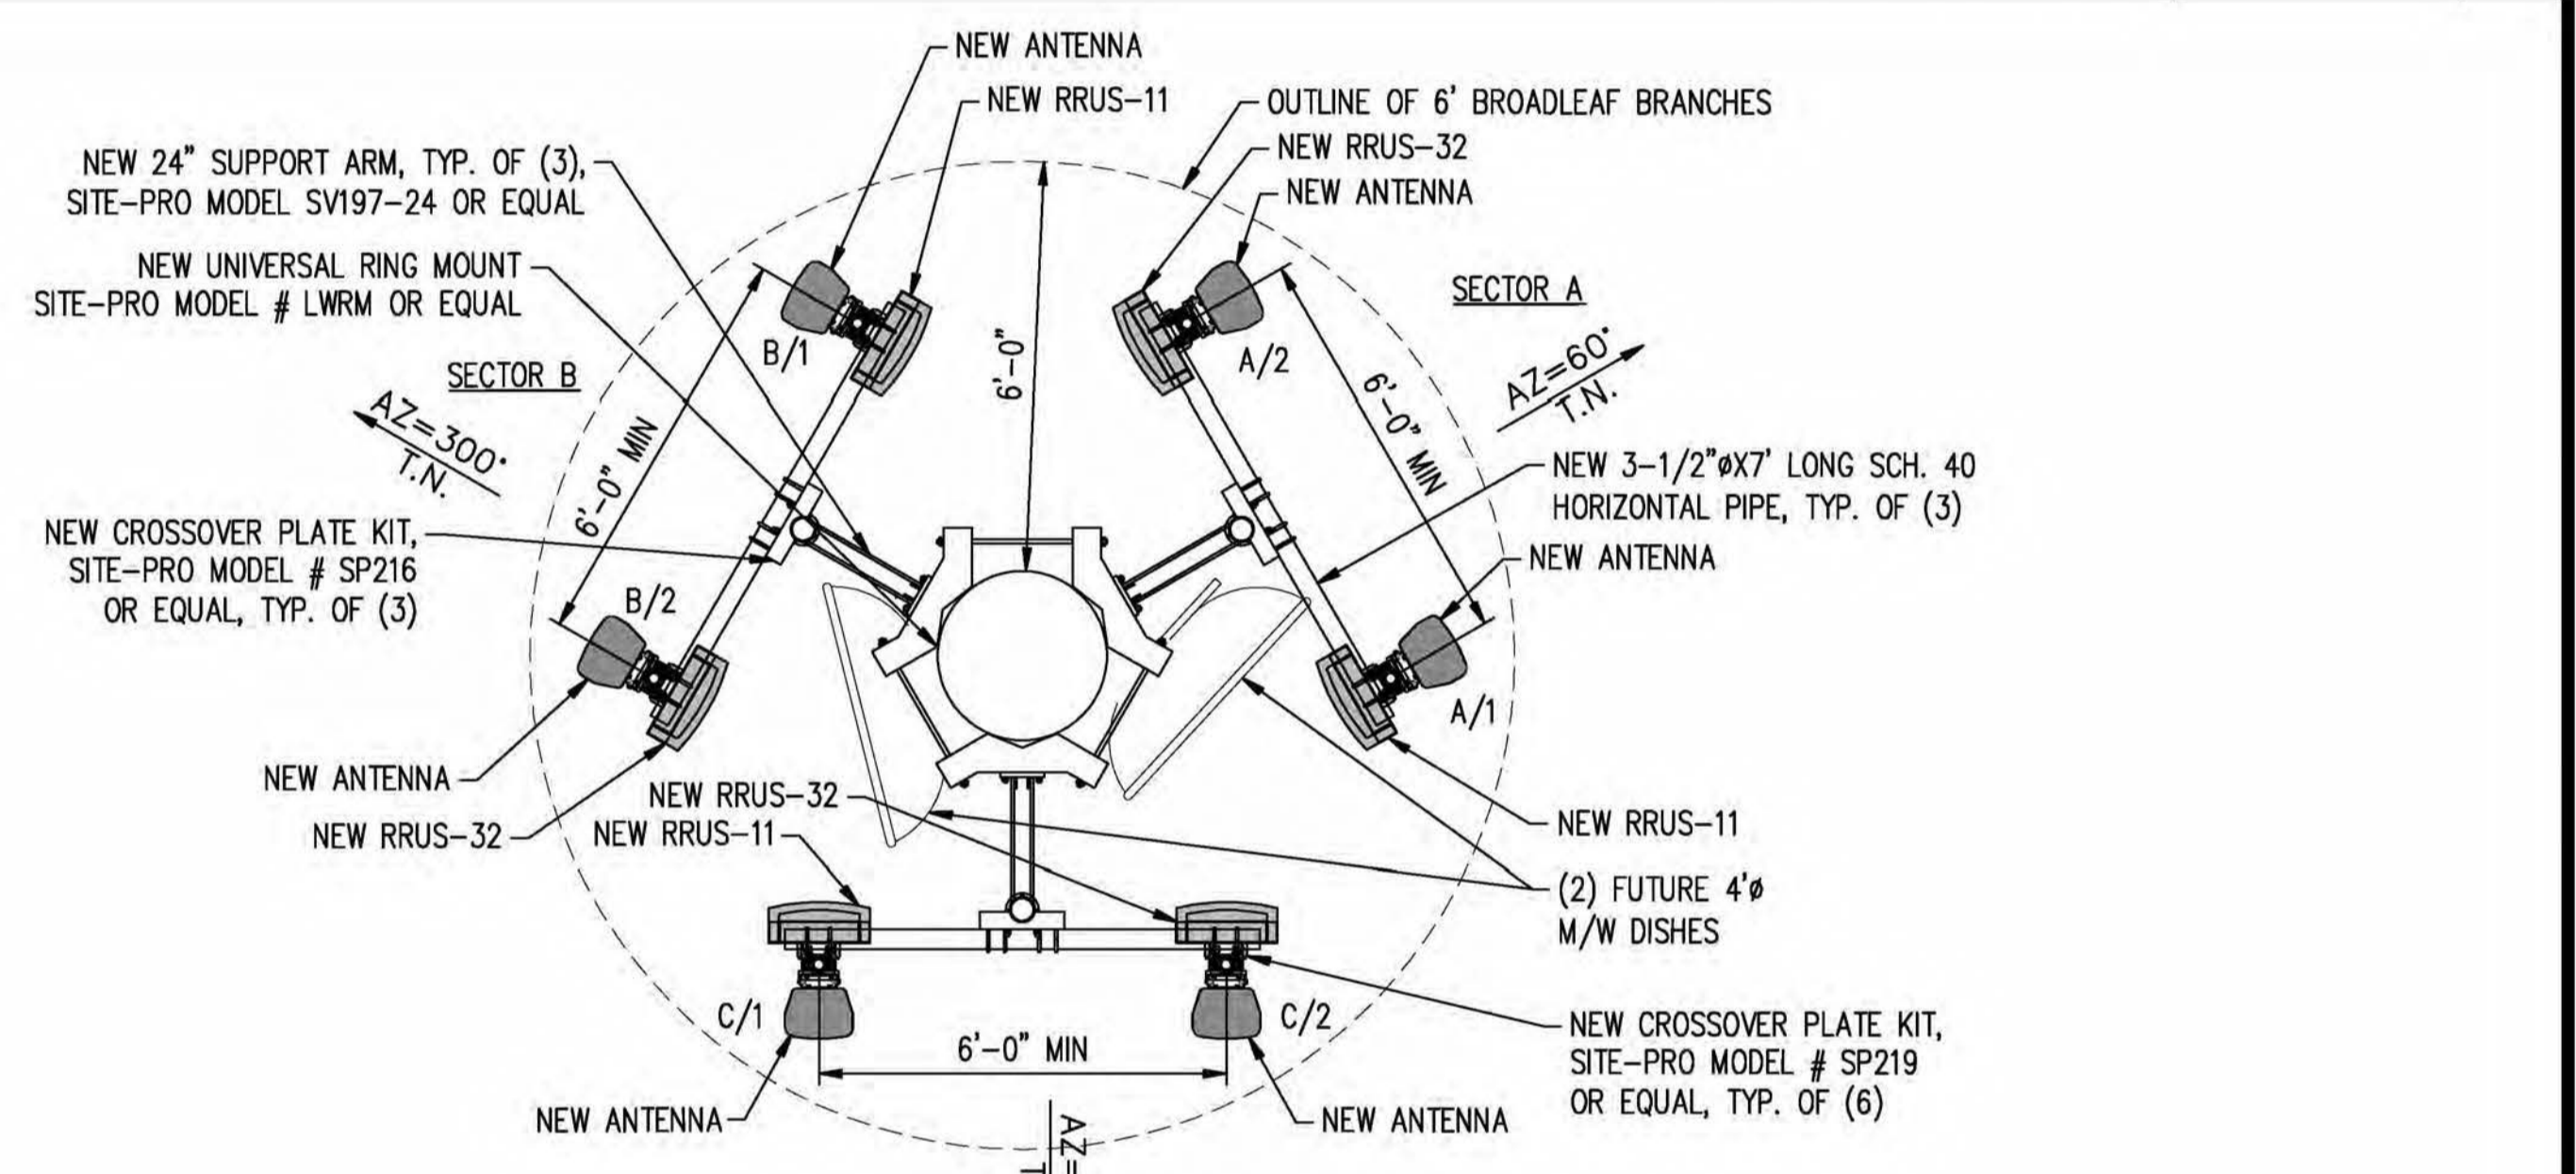 NEW ANTENNA
NEW RRUS-11
OUTLINE OF 6' BROADLEAF BRANCHES
NEW RRUS-32
NEW ANTENNA
NEW 24" SUPPORT ARM, TYP. OF (3),
SITE-PRO MODEL SV197-24 OR EQUAL
NEW UNIVERSAL RING MOUNT
SITE-PRO MODEL # LWRM OR EQUAL
SECTOR A
AZ=60°
T.N.
SECTOR B
AZ=300°
T.N.
B/1
A/2
6'-0"
6'-0" MIN
6'-0" MIN
NEW 3-1/2"øX7' LONG SCH. 40
HORIZONTAL PIPE, TYP. OF (3)
NEW CROSSOVER PLATE KIT,
SITE-PRO MODEL # SP216
OR EQUAL, TYP. OF (3)
NEW ANTENNA
B/2
A/1
NEW ANTENNA
NEW RRUS-32
NEW RRUS-32
NEW RRUS-11
NEW RRUS-11
(2) FUTURE 4'ø
M/W DISHES
C/1
C/2
6'-0" MIN
NEW CROSSOVER PLATE KIT,
SITE-PRO MODEL # SP219
OR EQUAL, TYP. OF (6)
NEW ANTENNA
NEW ANTENNA
AZ=
T